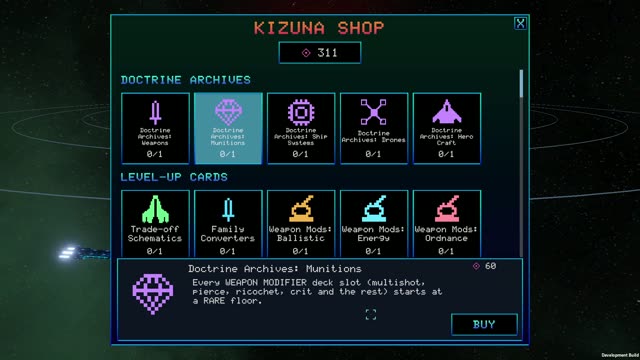 KIZUNA SHOP
311
DOCTRINE ARCHIVES
Doctrine
Archives:
Weapons
0/1
Doctrine
Archives:
Munitions
0/1
Doctrine
Archives: Ship
Systems
0/1
Doctrine
Archives: Drones
0/1
Doctrine
Archives: Hero
Craft
0/1
LEVEL-UP CARDS
Trade-off
Schematics
0/1
Family
Converters
0/1
Weapon Mods:
Ballistic
0/1
Weapon Mods:
Energy
0/1
Weapon Mods:
Ordnance
0/1
Doctrine Archives: Munitions
60
Every WEAPON MODIFIER deck slot (multishot,
pierce, ricochet, crit and the rest) starts at
a RARE floor.
BUY
Development Build